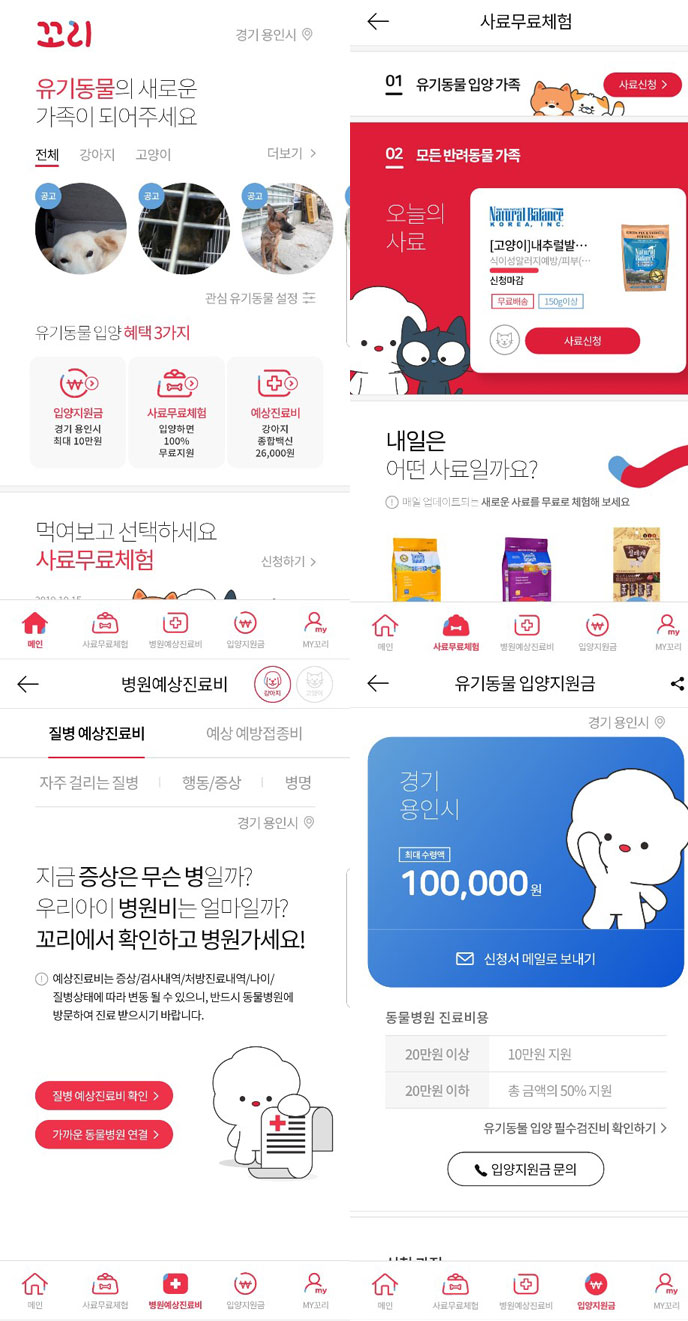 꼬리
경기 용인시
유기동물의 새로운
가족이 되어주세요
전체 강아지 고양이 더보기 >
공고 공고 공고
관심 유기동물 설정
유기동물 입양 혜택 3가지
입양지원금
경기 용인시
최대 10만원
사료무료체험
입양하면
100%
무료지원
예상진료비
강아지
종합백신
26,000원
먹여보고 선택하세요
사료무료체험
신청하기 >
2019.10.15
메인 사료무료체험 병원예상진료비 입양지원금 MY꼬리
사료무료체험
01 유기동물 입양 가족
사료신청 >
02 모든 반려동물 가족
오늘의
사료
Natural Balance
KOREA, INC.
[고양이]내추럴발…
식이성알러지예방/피부(…
신청마감
무료배송 150g이상
사료신청
내일은
어떤 사료일까요?
매일 업데이트되는 새로운 사료를 무료로 체험해 보세요
메인 사료무료체험 병원예상진료비 입양지원금 MY꼬리
병원예상진료비
강아지 고양이
질병 예상진료비 예상 예방접종비
자주 걸리는 질병 | 행동/증상 | 병명
경기 용인시
지금 증상은 무슨 병일까?
우리아이 병원비는 얼마일까?
꼬리에서 확인하고 병원가세요!
예상진료비는 증상/검사내역/처방진료내역/나이/
질병상태에 따라 변동 될 수 있으니, 반드시 동물병원에
방문하여 진료 받으시기 바랍니다.
질병 예상진료비 확인 >
가까운 동물병원 연결 >
메인 사료무료체험 병원예상진료비 입양지원금 MY꼬리
유기동물 입양지원금
경기 용인시
경기
용인시
최대 수령액
100,000원
신청서 메일로 보내기
동물병원 진료비용
20만원 이상 10만원 지원
20만원 이하 총 금액의 50% 지원
유기동물 입양 필수검진비 확인하기 >
입양지원금 문의
메인 사료무료체험 병원예상진료비 입양지원금 MY꼬리